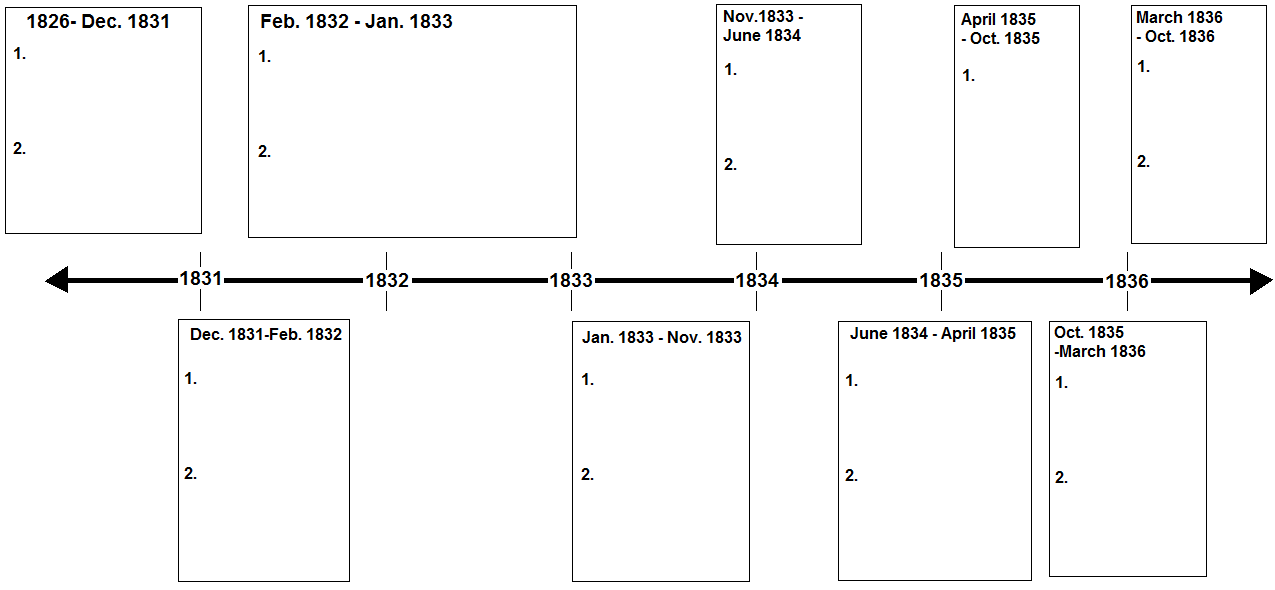 1826- Dec. 1831
1.
2.
Feb. 1832 - Jan. 1833
1.
2.
Nov.1833 -
June 1834
1.
2.
April 1835
- Oct. 1835
1.
March 1836
- Oct. 1836
1.
2.
1831
1832
1833
1834
1835
1836
Dec. 1831-Feb. 1832
1.
2.
Jan. 1833 - Nov. 1833
1.
2.
June 1834 - April 1835
1.
2.
Oct. 1835
-March 1836
1.
2.